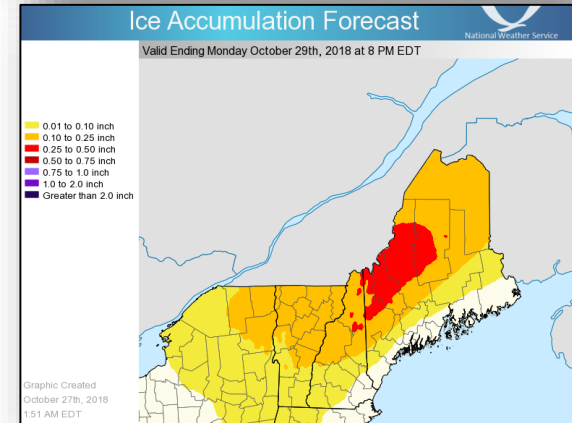 Ice Accumulation Forecast
National Weather Service
Valid Ending Monday October 29th, 2018 at 8 PM EDT
0.01 to 0.10 inch
0.10 to 0.25 inch
0.25 to 0.50 inch
0.50 to 0.75 inch
0.75 to 1.0 inch
1.0 to 2.0 inch
Greater than 2.0 inch
Graphic Created
October 27th, 2018
1:51 AM EDT